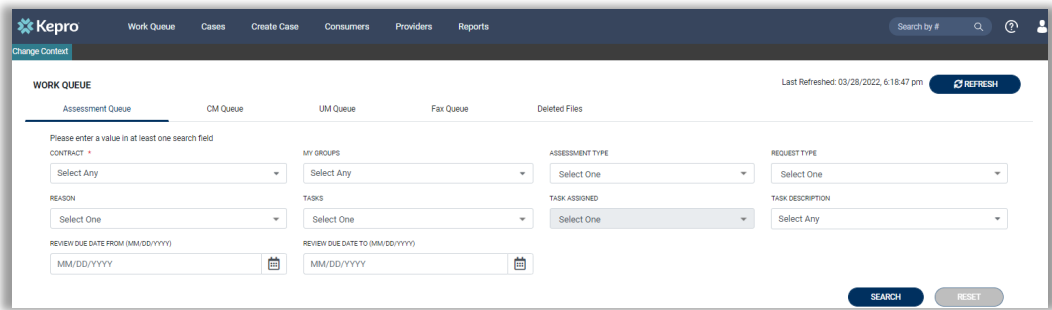 Kepro Work Queue Cases Create Case Consumers Providers Reports Search by #
Change Context
WORK QUEUE Last Refreshed: 03/28/2022, 6:18:47 pm REFRESH
Assessment Queue CM Queue UM Queue Fax Queue Deleted Files
Please enter a value in at least one search field
CONTRACT * MY GROUPS ASSESSMENT TYPE REQUEST TYPE
Select Any Select Any Select One Select One
REASON TASKS TASK ASSIGNED TASK DESCRIPTION
Select One Select One Select One Select Any
REVIEW DUE DATE FROM (MM/DD/YYYY) REVIEW DUE DATE TO (MM/DD/YYYY)
MM/DD/YYYY MM/DD/YYYY
SEARCH RESET